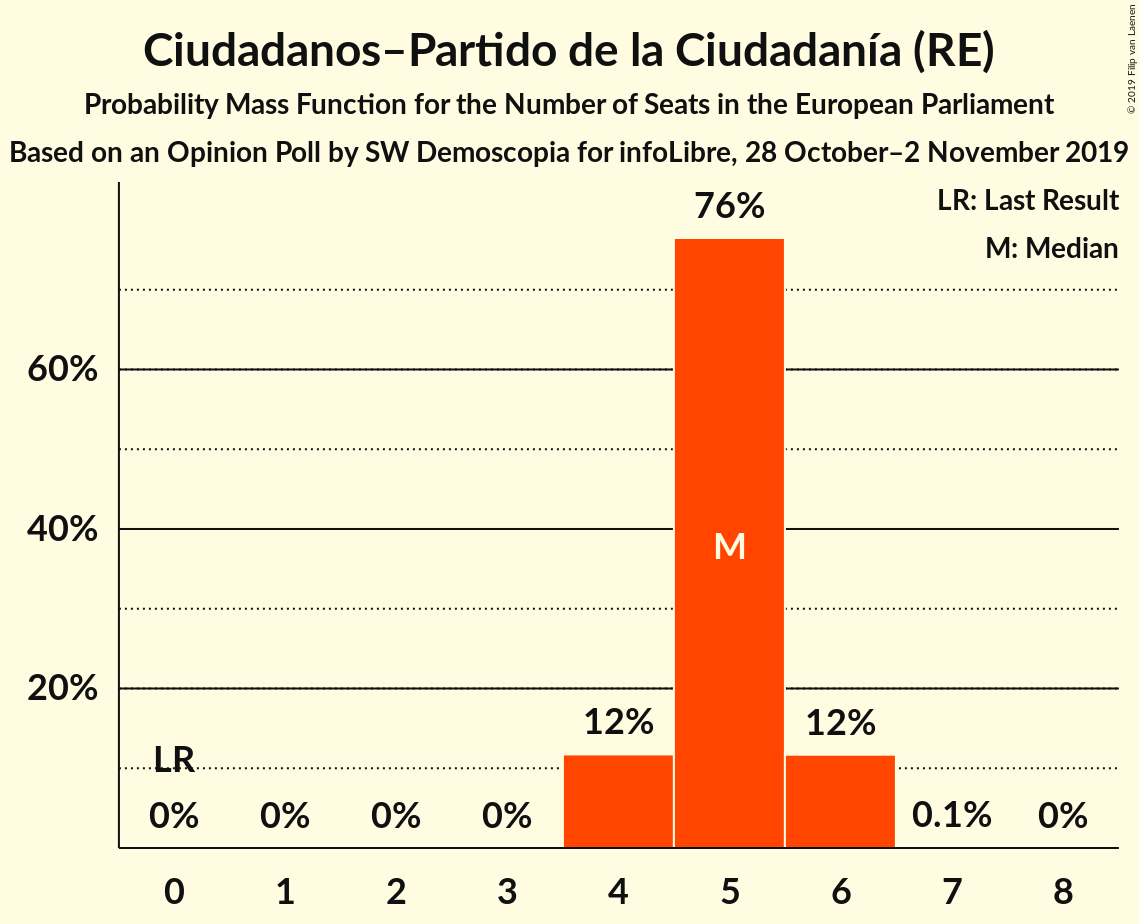 Ciudadanos–Partido de la Ciudadanía (RE)
Probability Mass Function for the Number of Seats in the European Parliament
Based on an Opinion Poll by SW Demoscopia for infoLibre, 28 October–2 November 2019
© 2019 Filip van Laenen
LR: Last Result
M: Median
76%
60%
40%
M
20%
12%
12%
LR
0%
0%
0%
0%
0.1%
0%
0 1 2 3 4 5 6 7 8